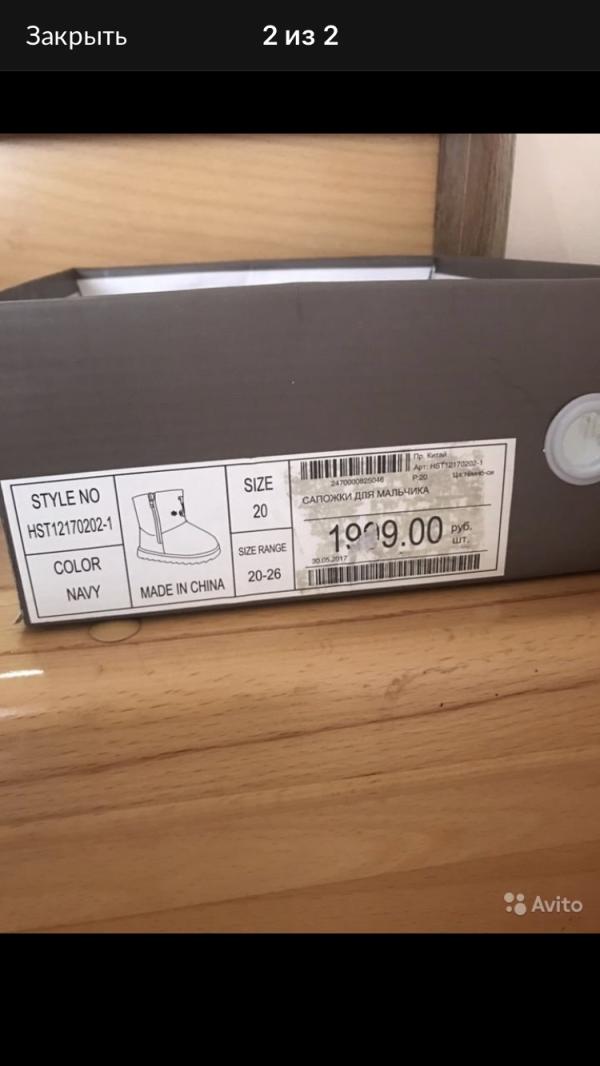 Закрыть
2 из 2
STYLE NO
HST12170202-1
COLOR
NAVY
MADE IN CHINA
SIZE
20
SIZE RANGE
20-26
2470000825046
Пр. Китай
Арт: HST12170202-1
Р:20
САПОЖКИ ДЛЯ МАЛЬЧИКА
руб.
шт.
30.05.2017
Avito